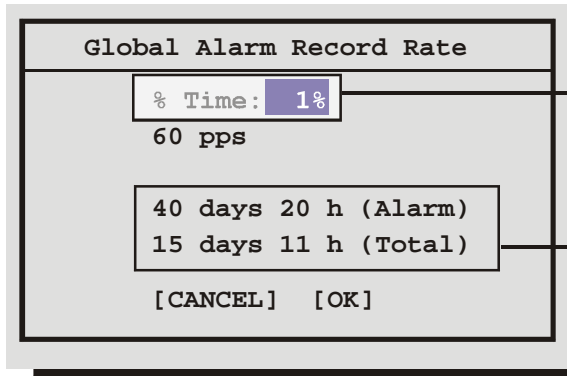 Global Alarm Record Rate
% Time: 1%
60 pps
40 days 20 h (Alarm)
15 days 11 h (Total)
[CANCEL] [OK]